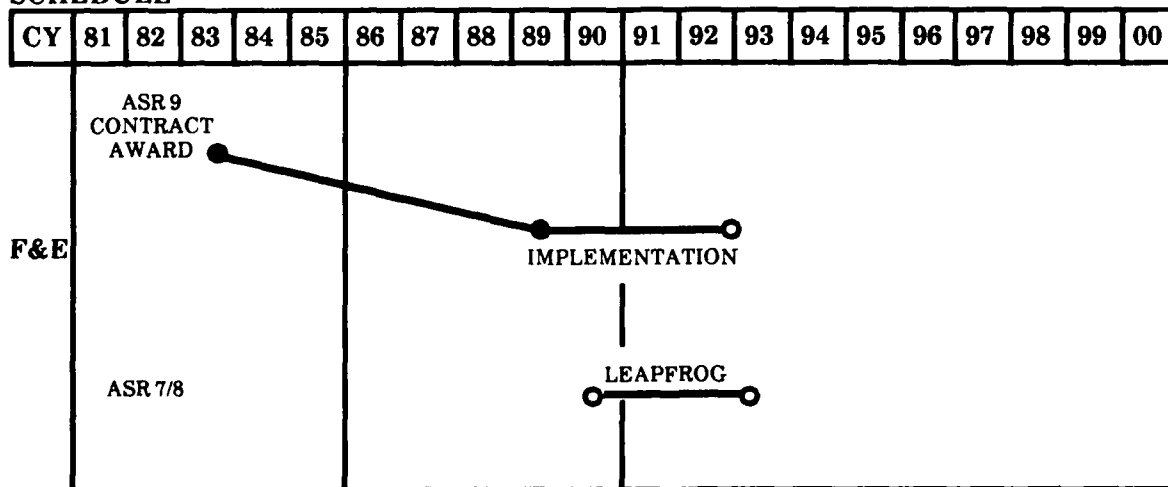 SCHEDULE
CY 81 82 83 84 85 86 87 88 89 90 91 92 93 94 95 96 97 98 99 00
ASR 9
CONTRACT
AWARD
F&E
IMPLEMENTATION
LEAPFROG
ASR 7/8